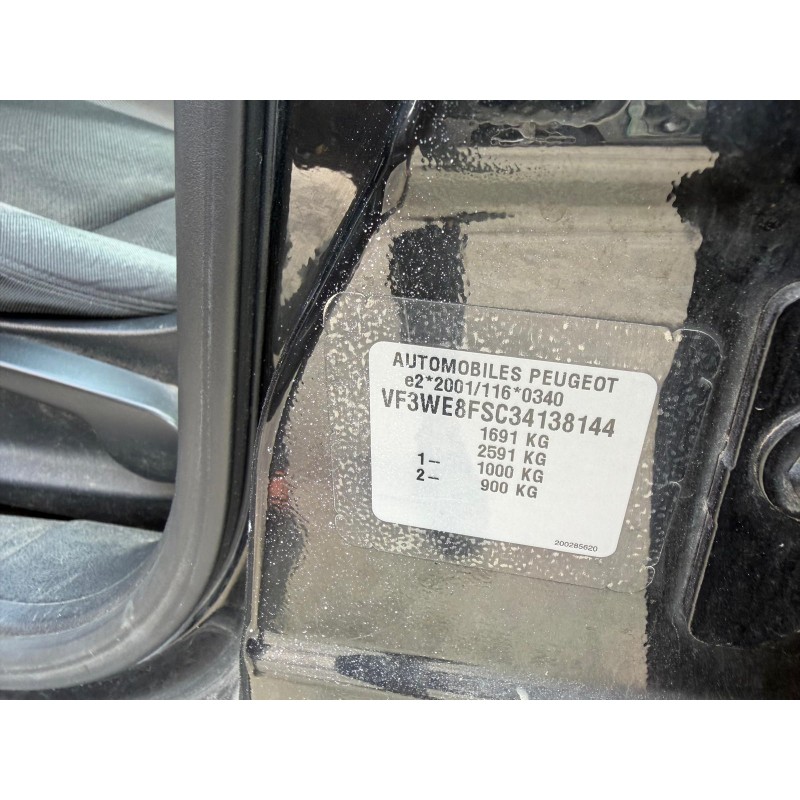 AUTOMOBILES PEUGEOT
e2*2001/116*0340
VF3WE8FSC34138144
1691 KG
2591 KG
1– 1000 KG
2– 900 KG
200285620